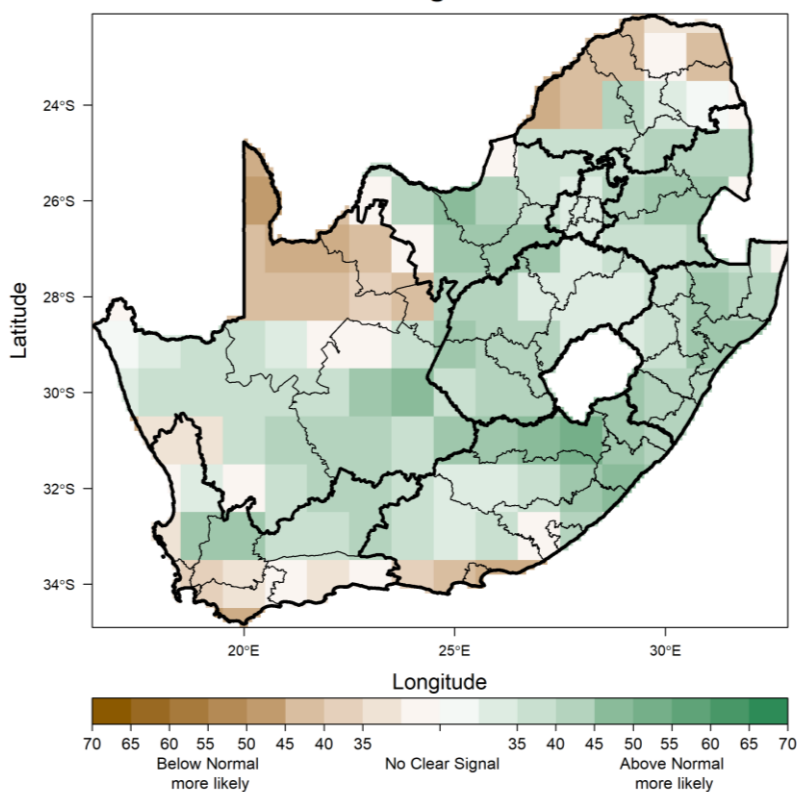 24°S
26°S
28°S
30°S
32°S
34°S
Latitude
20°E 25°E 30°E
Longitude
70 65 60 55 50 45 40 35 35 40 45 50 55 60 65 70
Below Normal No Clear Signal Above Normal
more likely more likely